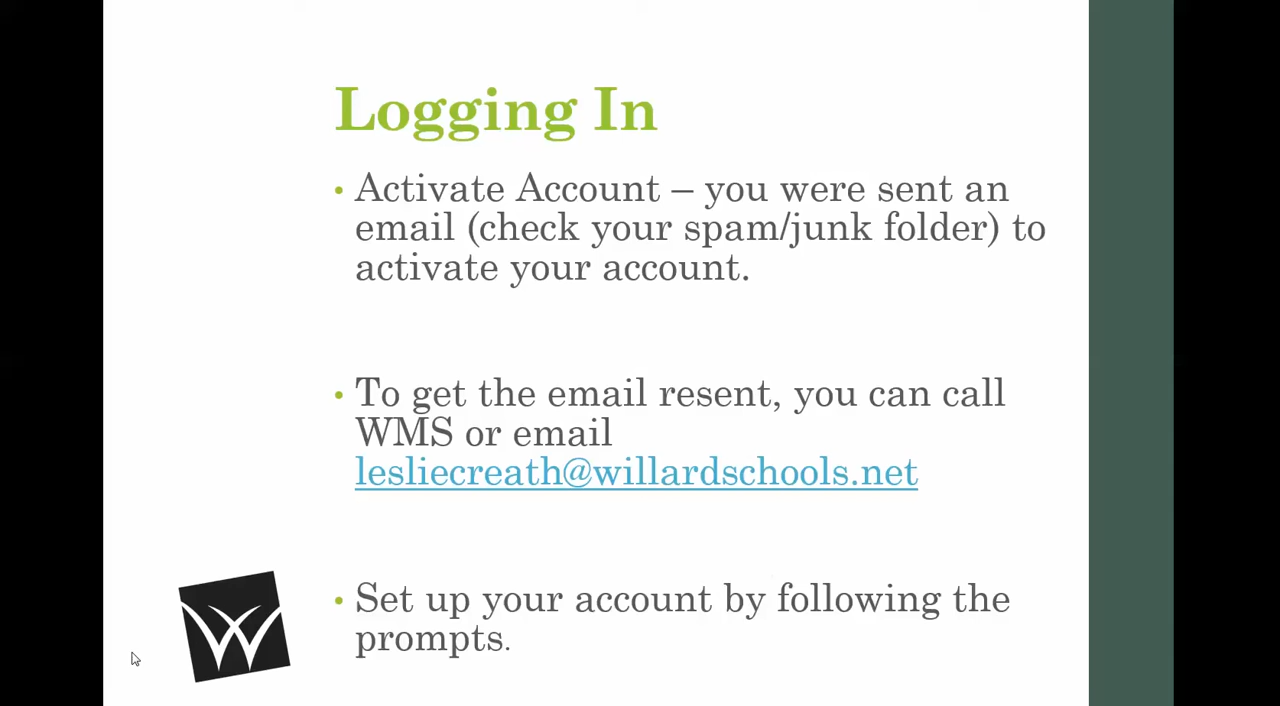 Logging In
• Activate Account – you were sent an
email (check your spam/junk folder) to
activate your account.
• To get the email resent, you can call
WMS or email
lesliecreath@willardschools.net
• Set up your account by following the
prompts.
W